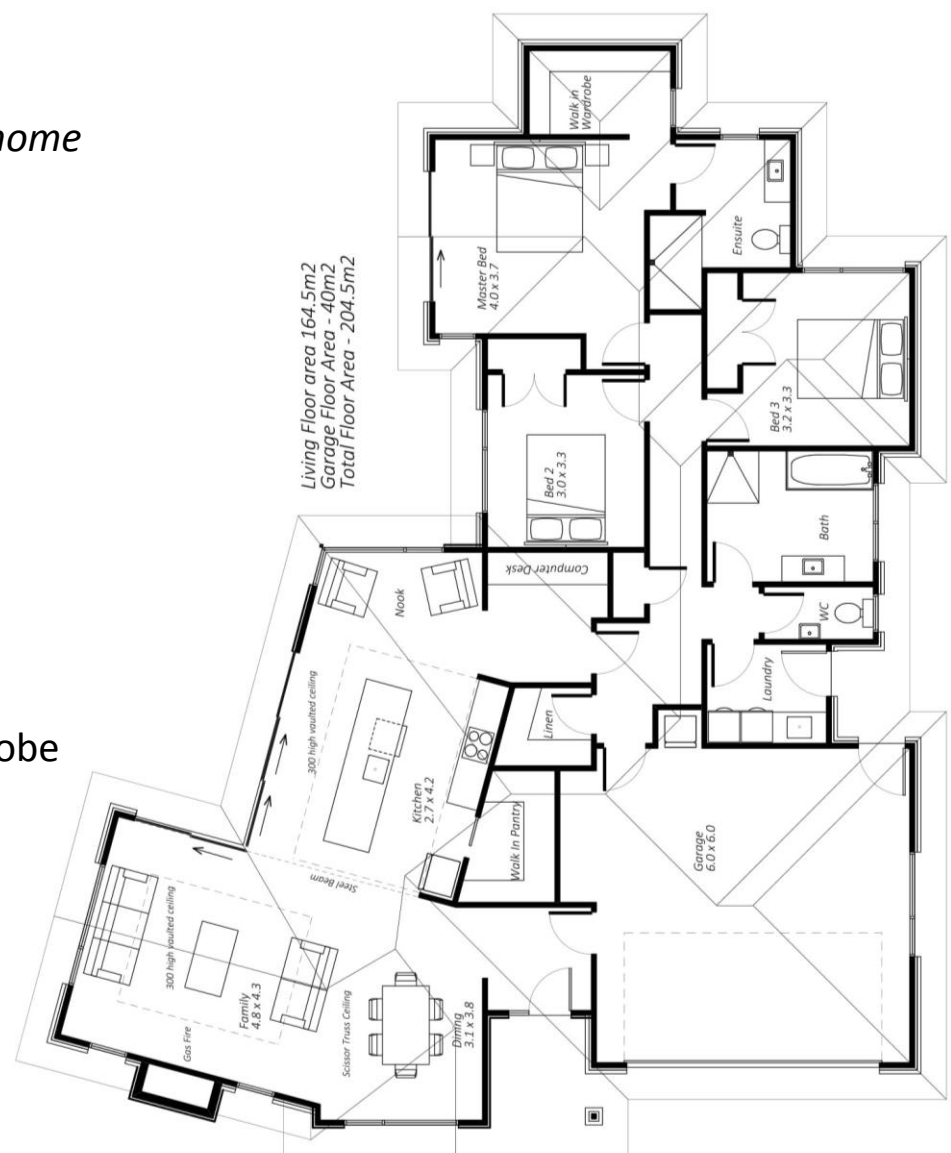 home
Living Floor area 164.5m2
Garage Floor Area - 40m2
Total Floor Area - 204.5m2
obe
Walk in
Wardrobe
Master Bed
4.0 x 3.7
Ensuite
Bed 3
3.2 x 3.3
Bed 2
3.0 x 3.3
Bath
Computer Desk
Nook
WC
Laundry
Linen
300 high vaulted ceiling
Kitchen
2.7 x 4.2
Walk In Pantry
Garage
6.0 x 6.0
Steel Beam
300 high vaulted ceiling
Family
4.8 x 4.3
Gas Fire
Scissor Truss Ceiling
Dining
3.1 x 3.8